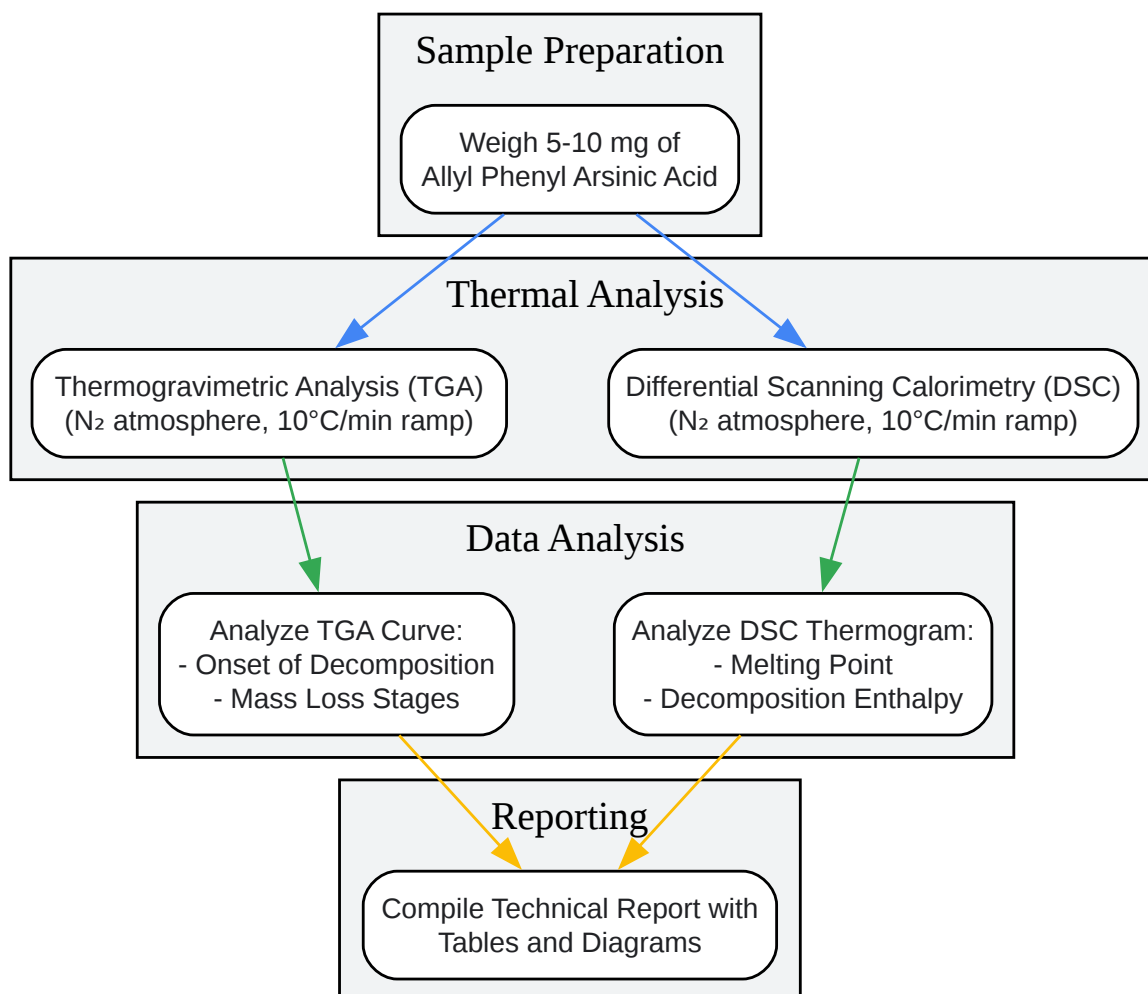 Sample Preparation
Weigh 5-10 mg of
Allyl Phenyl Arsinic Acid
Thermal Analysis
Thermogravimetric Analysis (TGA)
(N₂ atmosphere, 10°C/min ramp)
Differential Scanning Calorimetry (DSC)
(N₂ atmosphere, 10°C/min ramp)
Data Analysis
Analyze TGA Curve:
- Onset of Decomposition
- Mass Loss Stages
Analyze DSC Thermogram:
- Melting Point
- Decomposition Enthalpy
Reporting
Compile Technical Report with
Tables and Diagrams